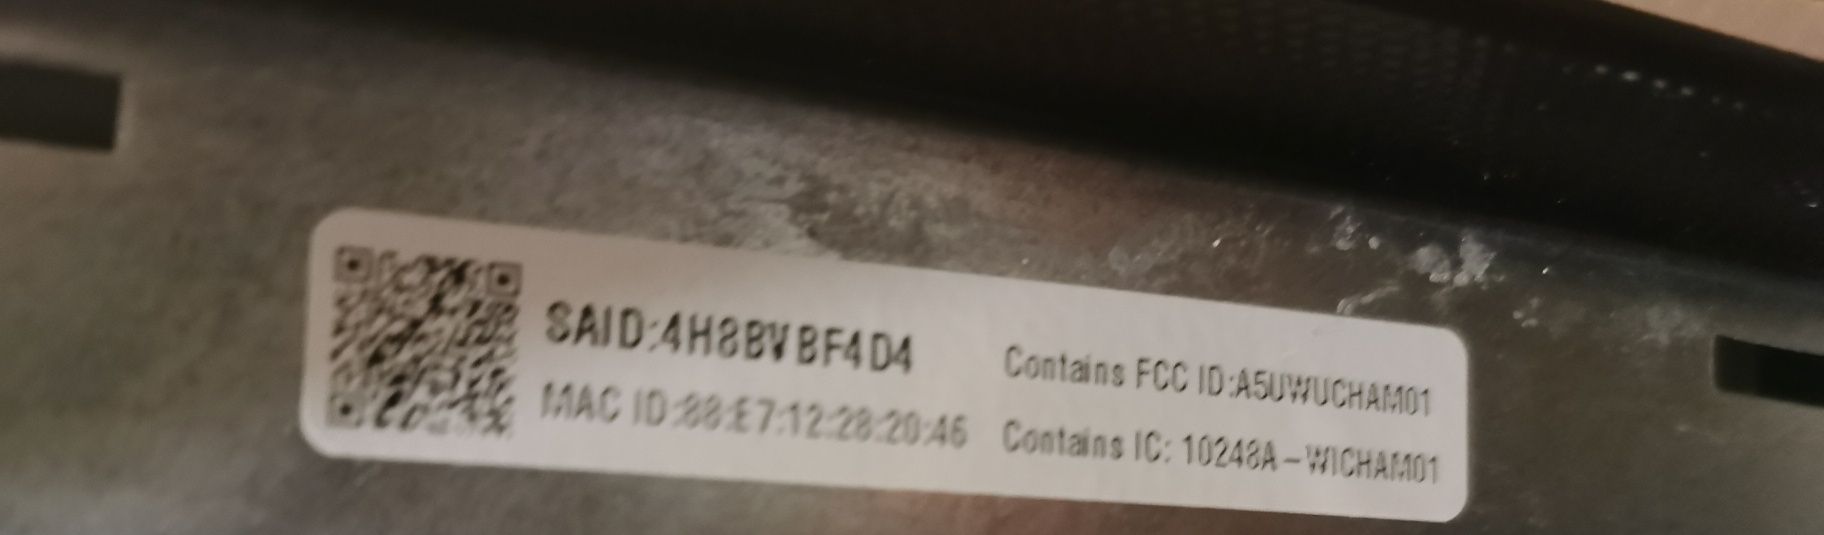 SAID:4H8BVBF4D4
MAC ID:88:E7:12:28:20:46
Contains FCC ID:A5UWUCHAM01
Contains IC: 10248A-WICHAM01